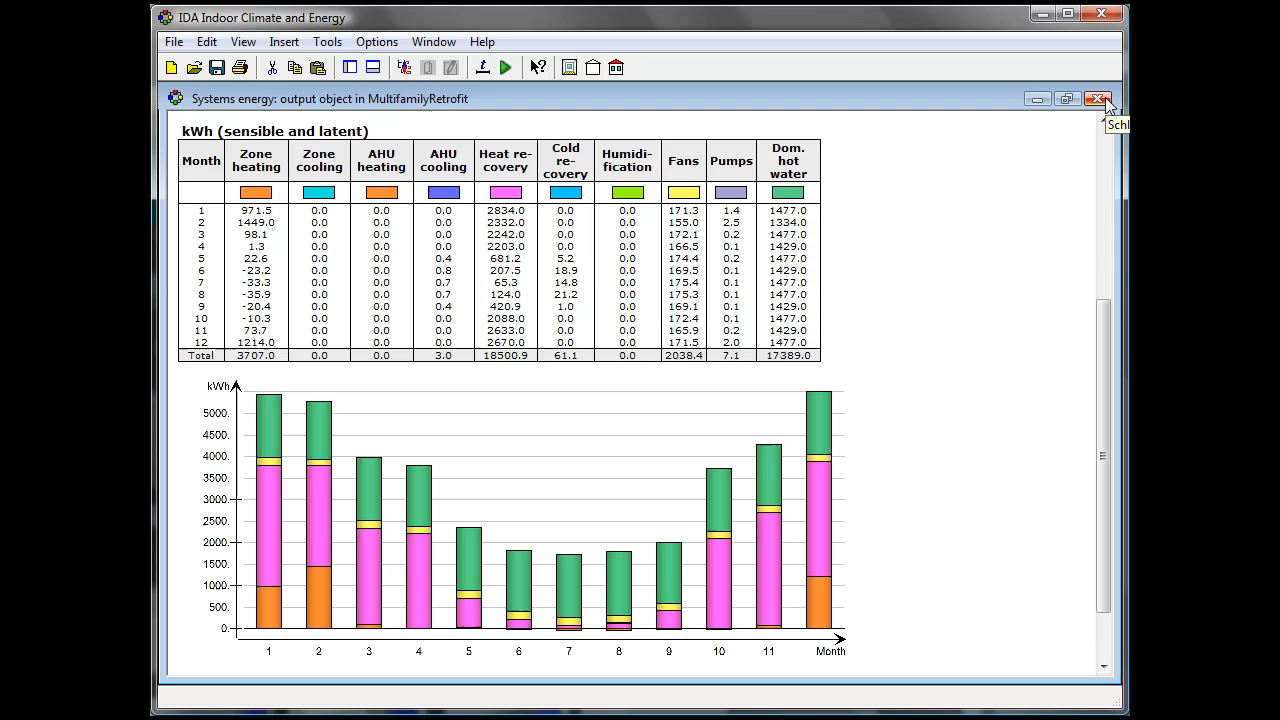 IDA Indoor Climate and Energy
File Edit View Insert Tools Options Window Help
Systems energy: output object in MultifamilyRetrofit
Schl
kWh (sensible and latent)
Month Zone heating Zone cooling AHU heating AHU cooling Heat re-covery Cold re-covery Humidi-fication Fans Pumps Dom. hot water
1 971.5 0.0 0.0 0.0 2834.0 0.0 0.0 171.3 1.4 1477.0
2 1449.0 0.0 0.0 0.0 2332.0 0.0 0.0 155.0 2.5 1334.0
3 98.1 0.0 0.0 0.0 2242.0 0.0 0.0 172.1 0.2 1477.0
4 1.3 0.0 0.0 0.0 2203.0 0.0 0.0 166.5 0.1 1429.0
5 22.6 0.0 0.0 0.4 681.2 5.2 0.0 174.4 0.2 1477.0
6 -23.2 0.0 0.0 0.8 207.5 18.9 0.0 169.5 0.1 1429.0
7 -33.3 0.0 0.0 0.7 65.3 14.8 0.0 175.4 0.1 1477.0
8 -35.9 0.0 0.0 0.7 124.0 21.2 0.0 175.3 0.1 1477.0
9 -20.4 0.0 0.0 0.4 420.9 1.0 0.0 169.1 0.1 1429.0
10 -10.3 0.0 0.0 0.0 2088.0 0.0 0.0 172.4 0.1 1477.0
11 73.7 0.0 0.0 0.0 2633.0 0.0 0.0 165.9 0.2 1429.0
12 1214.0 0.0 0.0 0.0 2670.0 0.0 0.0 171.5 2.0 1477.0
Total 3707.0 0.0 0.0 3.0 18500.9 61.1 0.0 2038.4 7.1 17389.0
kWh
5000.
4500.
4000.
3500.
3000.
2500.
2000.
1500.
1000.
500.
0.
1 2 3 4 5 6 7 8 9 10 11 Month